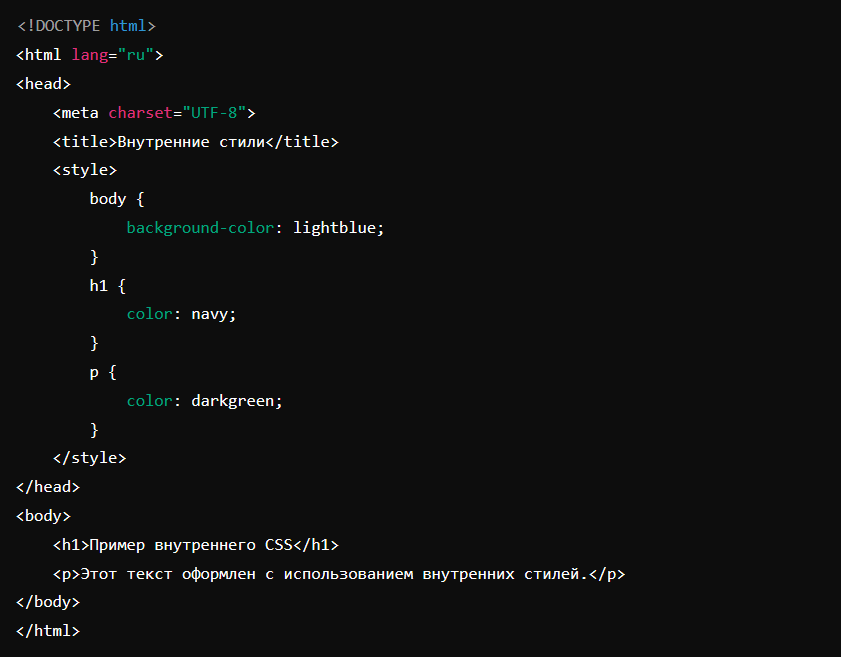 <!DOCTYPE html>
<html lang="ru">
<head>
    <meta charset="UTF-8">
    <title>Внутренние стили</title>
    <style>
        body {
            background-color: lightblue;
        }
        h1 {
            color: navy;
        }
        p {
            color: darkgreen;
        }
    </style>
</head>
<body>
    <h1>Пример внутреннего CSS</h1>
    <p>Этот текст оформлен с использованием внутренних стилей.</p>
</body>
</html>